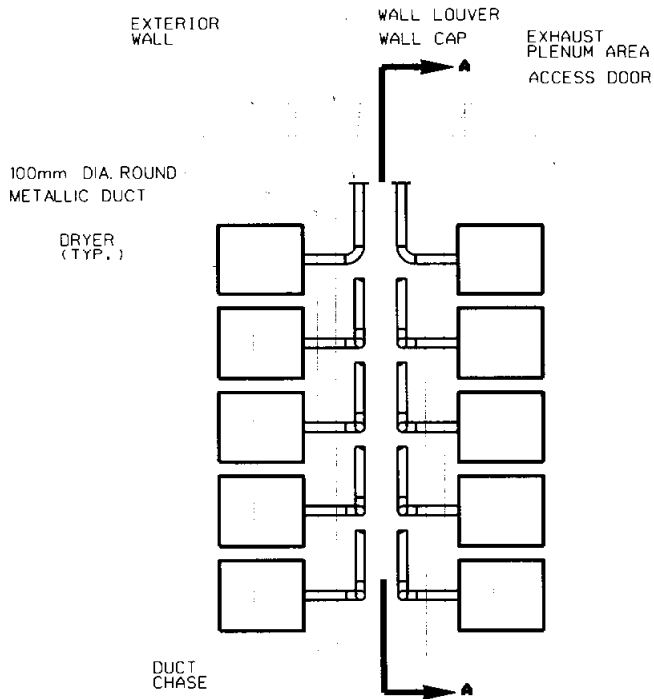 EXTERIOR
WALL
WALL LOUVER
WALL CAP
EXHAUST
PLENUM AREA
ACCESS DOOR
A
100mm DIA. ROUND
METALLIC DUCT
DRYER
(TYP.)
DUCT
CHASE
A